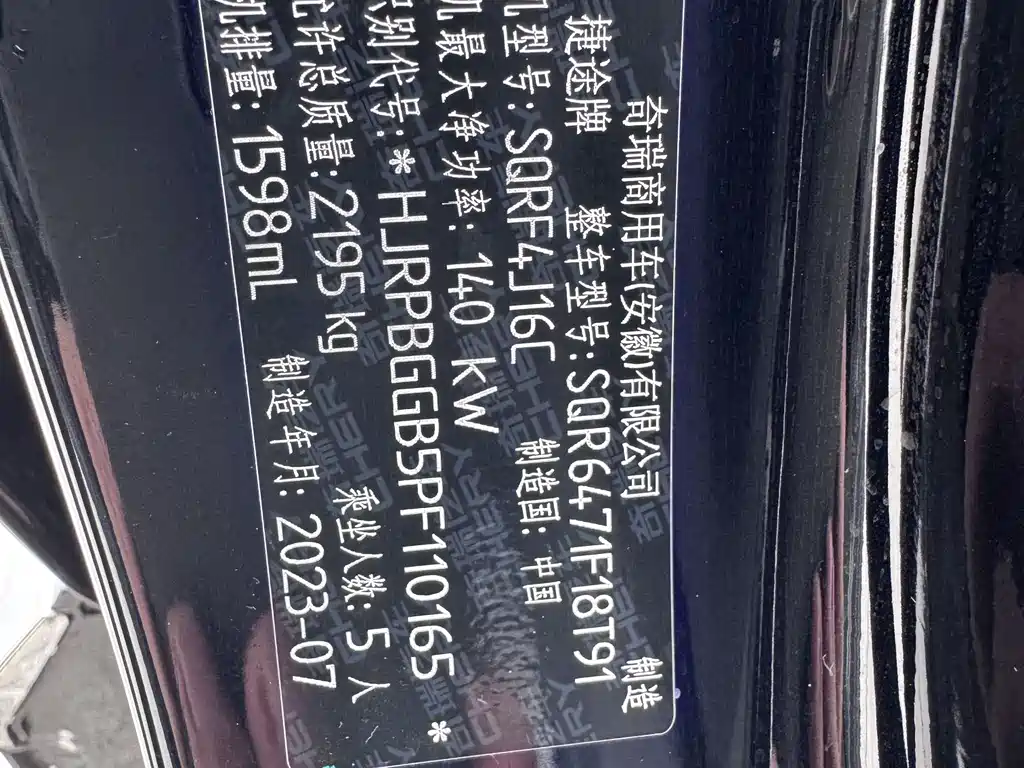 奇瑞商用车(安徽)有限公司 制造
捷途牌 整车型号:SQR6471F18T91
机型号:SQRF4J16C 制造国: 中国
机最大净功率: 140 kW
识别代号:*HJRPBGGB5PF110165*
允许总质量:2195kg 乘坐人数: 5人
机排量: 1598mL 制造年月: 2023-07